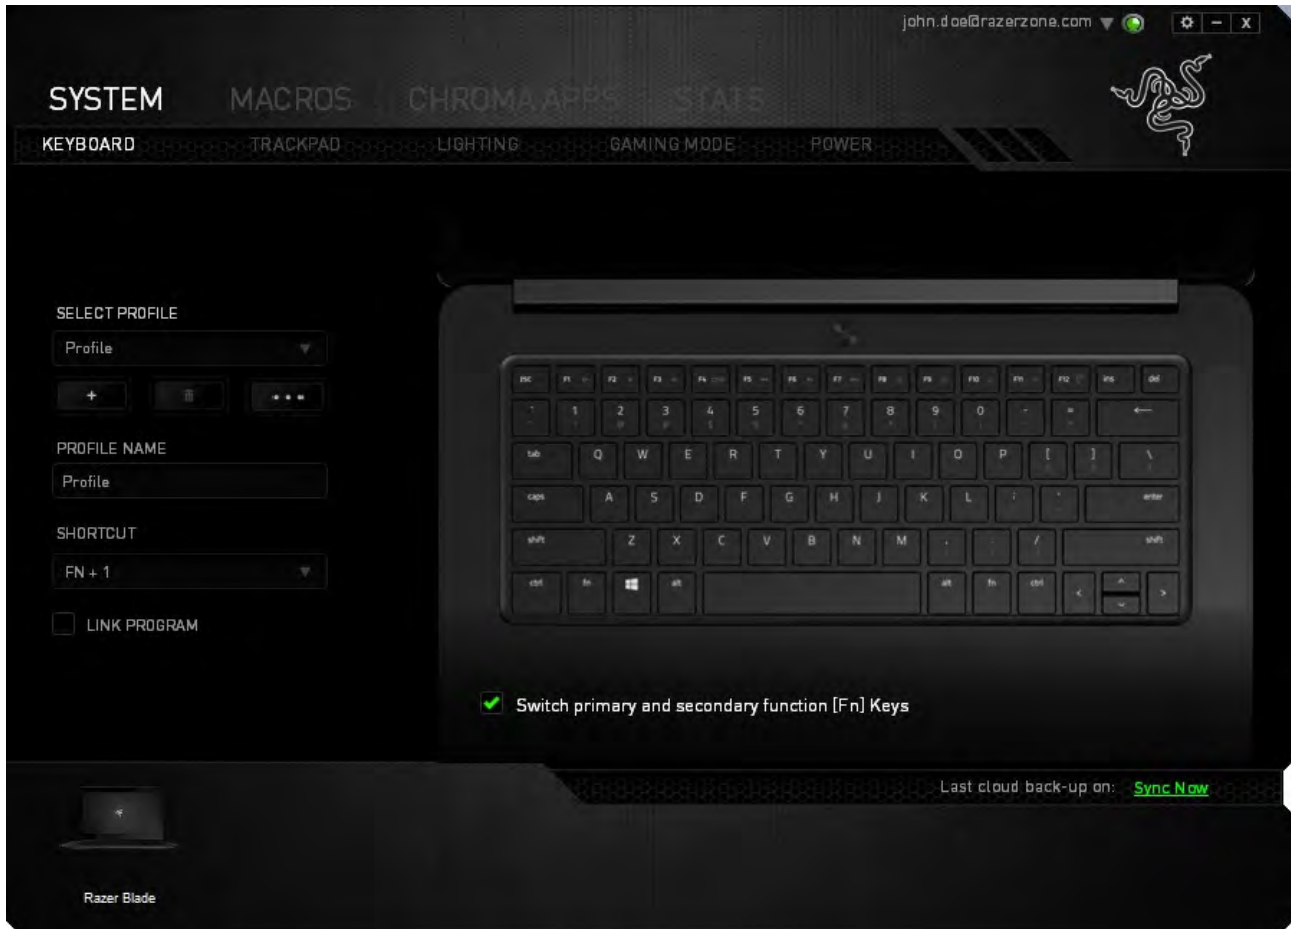 john.doe@razerzone.com
SYSTEM MACROS CHROMA APPS STATS
KEYBOARD TRACKPAD LIGHTING GAMING MODE POWER
SELECT PROFILE
Profile
PROFILE NAME
Profile
SHORTCUT
FN + 1
LINK PROGRAM
esc F1 F2 F3 F4 F5 F6 F7 F8 F9 F10 F11 F12 ins del
1 2 3 4 5 6 7 8 9 0 - =
tab Q W E R T Y U I O P [ ] \
caps A S D F G H J K L ; ' enter
shift Z X C V B N M , . / shift
ctrl fn alt alt fn ctrl
Switch primary and secondary function [Fn] Keys
Last cloud back-up on: Sync Now
Razer Blade